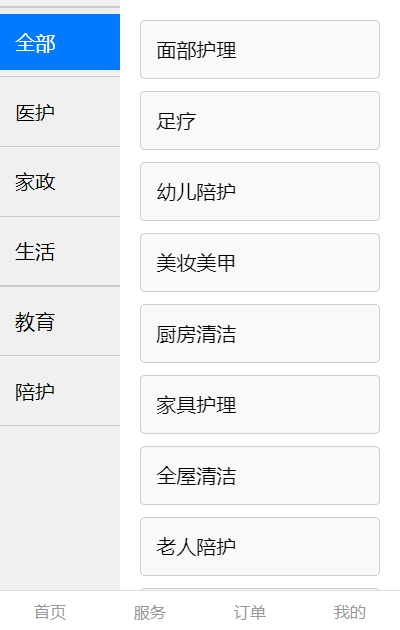 全部
医护
家政
生活
教育
陪护
面部护理
足疗
幼儿陪护
美妆美甲
厨房清洁
家具护理
全屋清洁
老人陪护
首页
服务
订单
我的